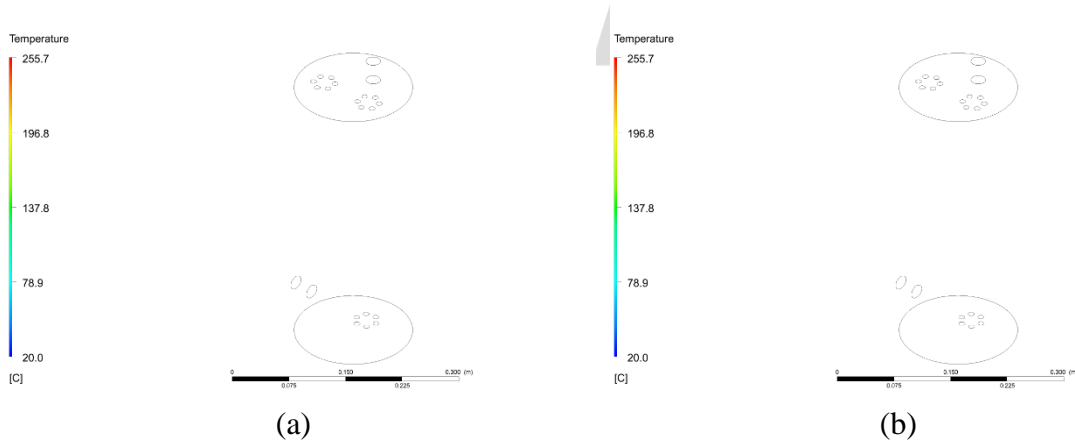 Temperature
255.7
196.8
137.8
78.9
20.0
[C]
0 0.150 0.300 (m)
0.075 0.225
(a)
Temperature
255.7
196.8
137.8
78.9
20.0
[C]
0 0.150 0.300 (m)
0.075 0.225
(b)